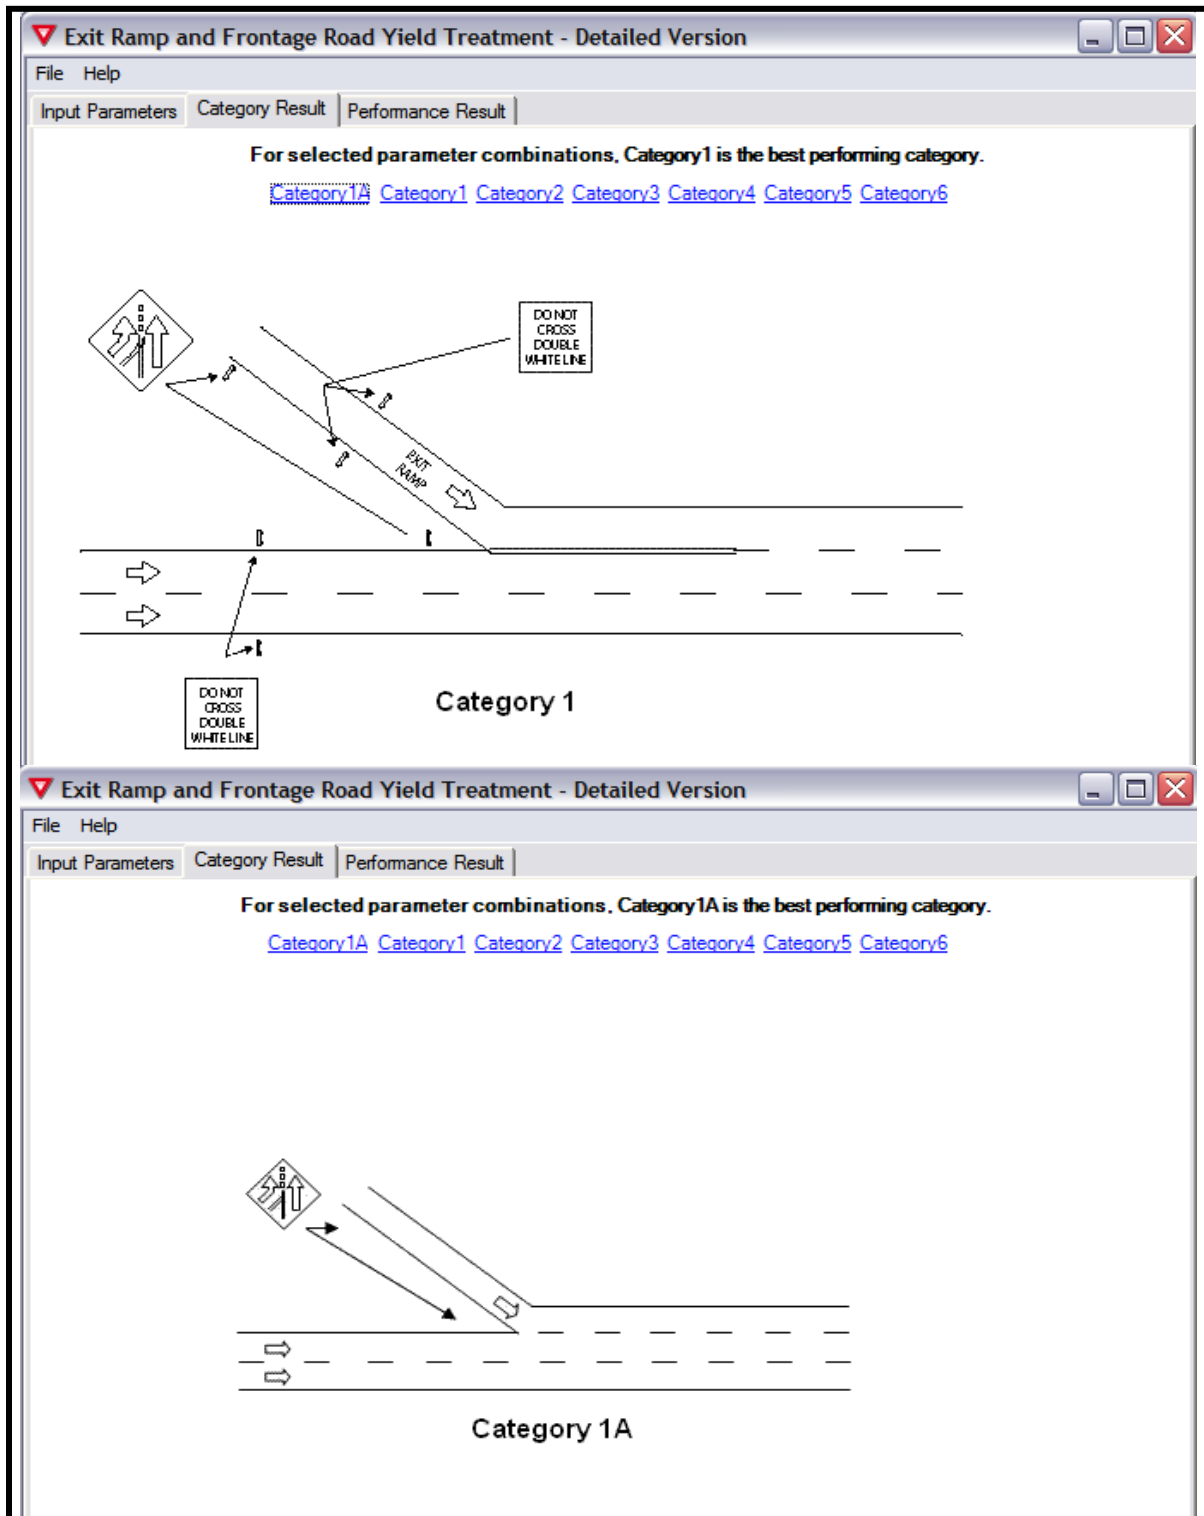 Exit Ramp and Frontage Road Yield Treatment - Detailed Version
File Help
Input Parameters Category Result Performance Result
For selected parameter combinations, Category1 is the best performing category.
Category1A Category1 Category2 Category3 Category4 Category5 Category6
DO NOT
CROSS
DOUBLE
WHITE LINE
EXIT
RAMP
DO NOT
CROSS
DOUBLE
WHITE LINE
Category 1
Exit Ramp and Frontage Road Yield Treatment - Detailed Version
File Help
Input Parameters Category Result Performance Result
For selected parameter combinations, Category1A is the best performing category.
Category1A Category1 Category2 Category3 Category4 Category5 Category6
Category 1A